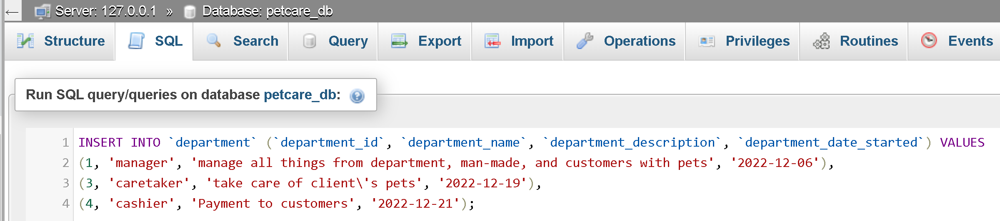 ← Server: 127.0.0.1 » Database: petcare_db
Structure SQL Search Query Export Import Operations Privileges Routines Events
Run SQL query/queries on database petcare_db:
1 INSERT INTO `department` (`department_id`, `department_name`, `department_description`, `department_date_started`) VALUES
2 (1, 'manager', 'manage all things from department, man-made, and customers with pets', '2022-12-06'),
3 (3, 'caretaker', 'take care of client\'s pets', '2022-12-19'),
4 (4, 'cashier', 'Payment to customers', '2022-12-21');